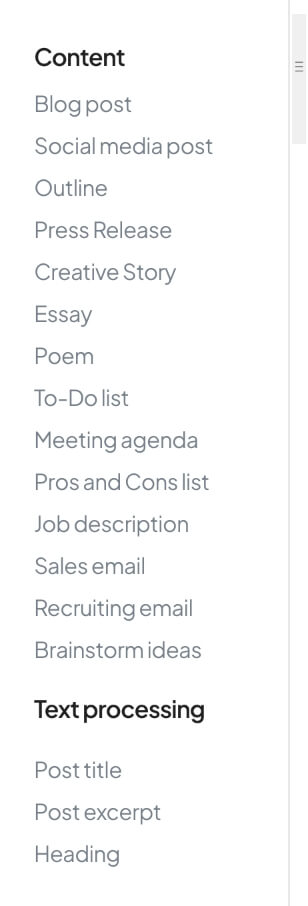 Content
Blog post
Social media post
Outline
Press Release
Creative Story
Essay
Poem
To-Do list
Meeting agenda
Pros and Cons list
Job description
Sales email
Recruiting email
Brainstorm ideas
Text processing
Post title
Post excerpt
Heading